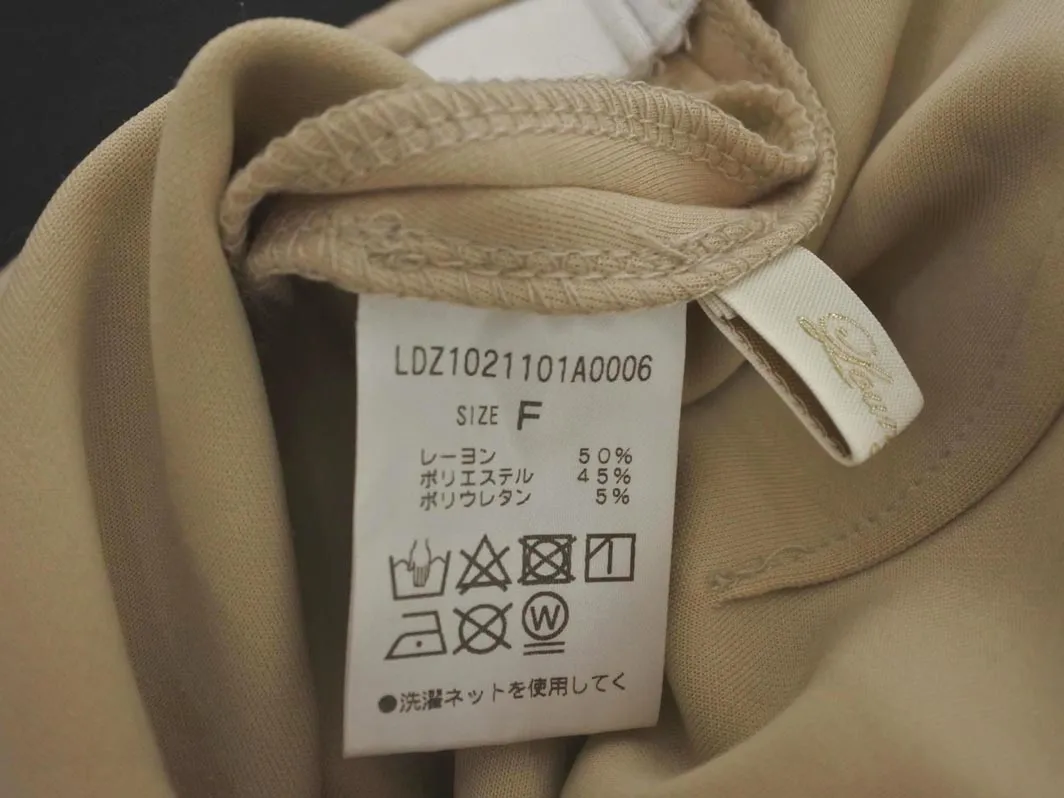 LDZ1021101A0006
SIZE F
レーヨン 50%
ポリエステル 45%
ポリウレタン 5%
W
●洗濯ネットを使用してく